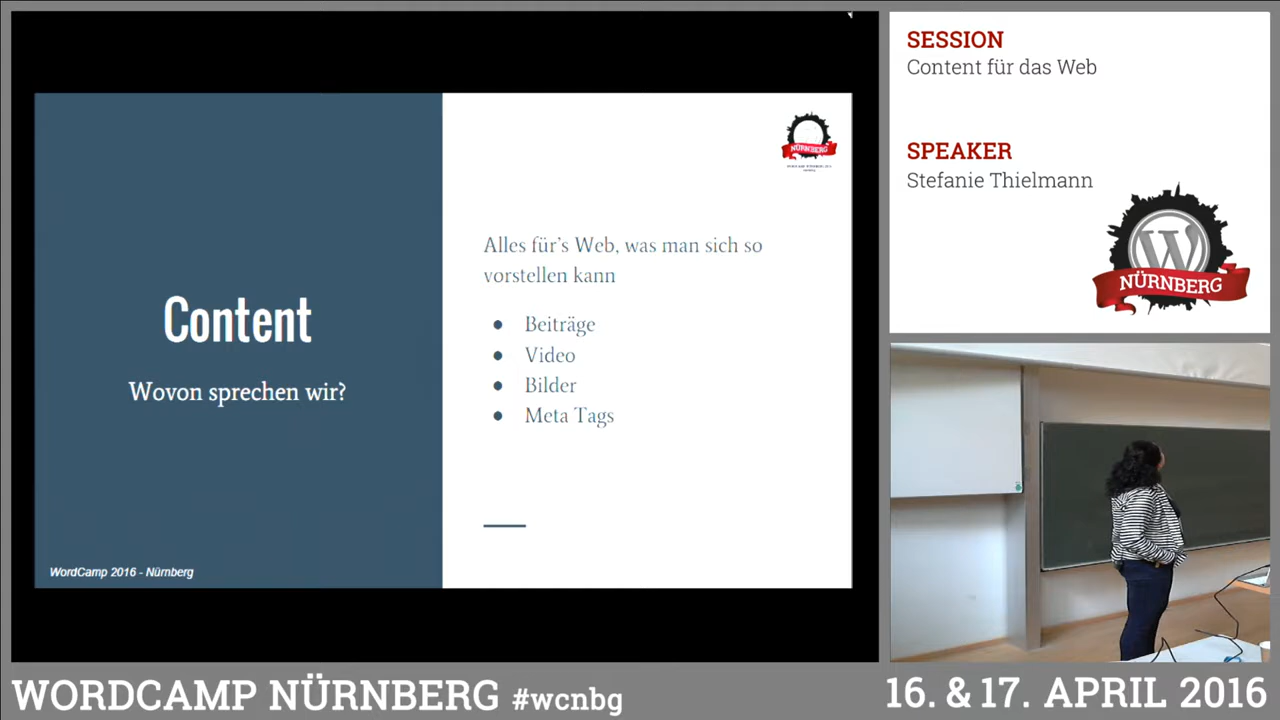 Content
Wovon sprechen wir?
WordCamp 2016 - Nürnberg
NÜRNBERG
Alles für's Web, was man sich so
vorstellen kann
● Beiträge
● Video
● Bilder
● Meta Tags
SESSION
Content für das Web
SPEAKER
Stefanie Thielmann
W
NÜRNBERG
WORDCAMP NÜRNBERG #wcnbg
16. & 17. APRIL 2016